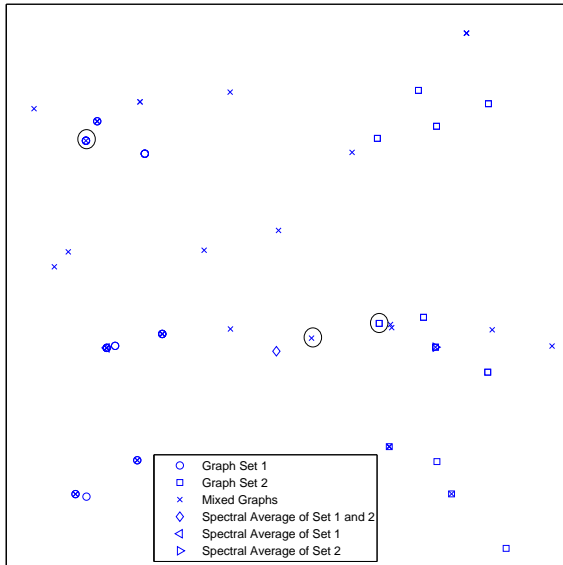 Graph Set 1
Graph Set 2
Mixed Graphs
Spectral Average of Set 1 and 2
Spectral Average of Set 1
Spectral Average of Set 2